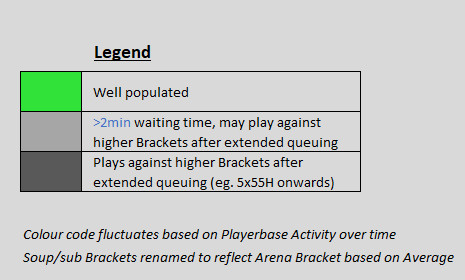 Legend
Well populated
>2min waiting time, may play against
higher Brackets after extended queuing
Plays against higher Brackets after
extended queuing (eg. 5x55H onwards)
Colour code fluctuates based on Playerbase Activity over time
Soup/sub Brackets renamed to reflect Arena Bracket based on Average